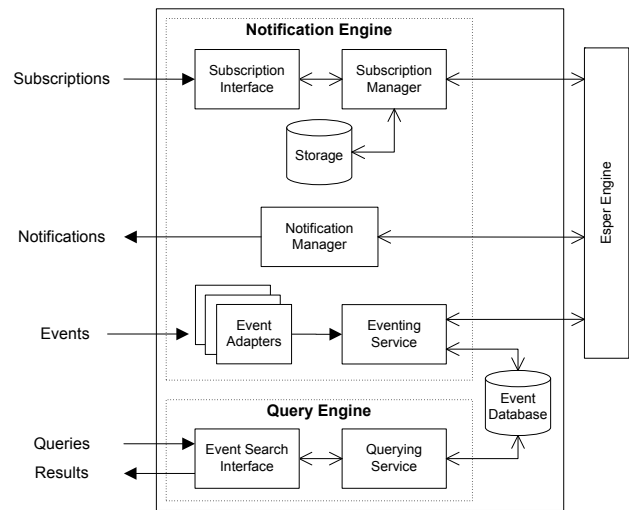 Notification Engine
Subscriptions
Subscription
Interface
Subscription
Manager
Storage
Esper Engine
Notifications
Notification
Manager
Events
Event
Adapters
Eventing
Service
Event
Database
Query Engine
Queries
Results
Event Search
Interface
Querying
Service